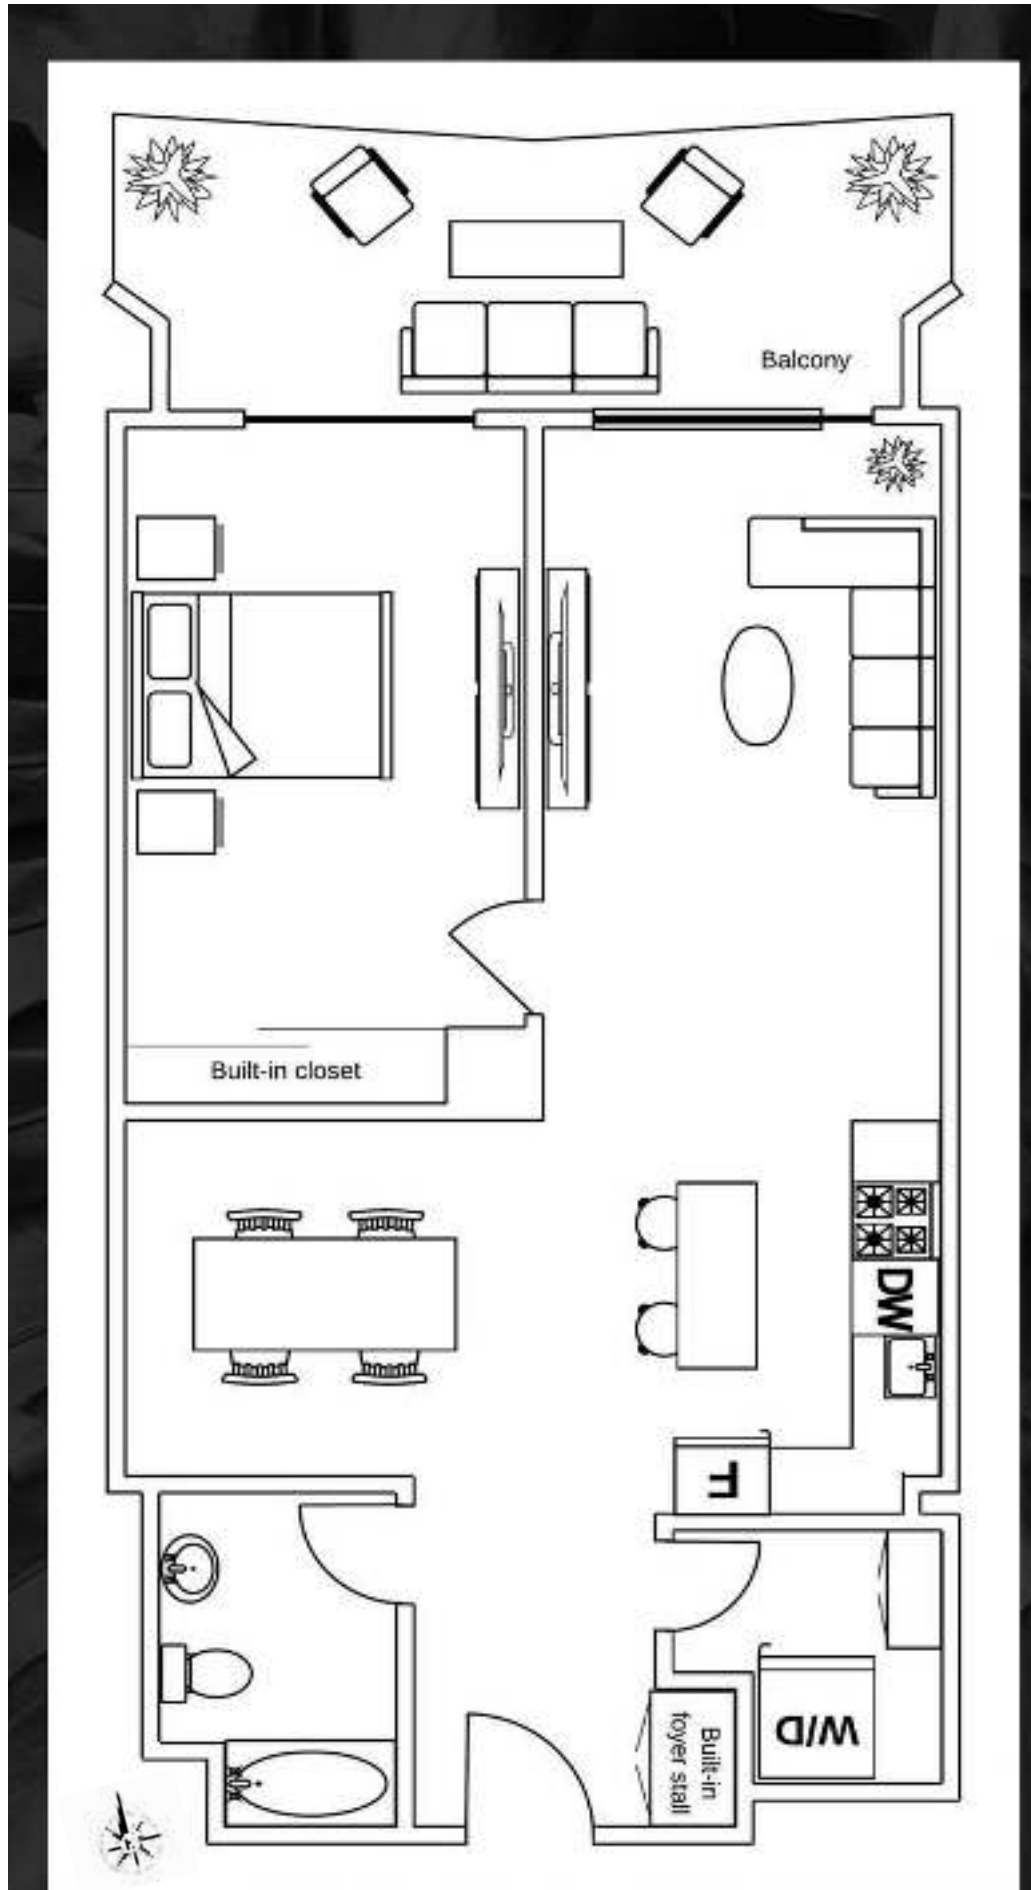 Balcony
Built-in closet
DW
F
Built-in
foyer stall
W/D